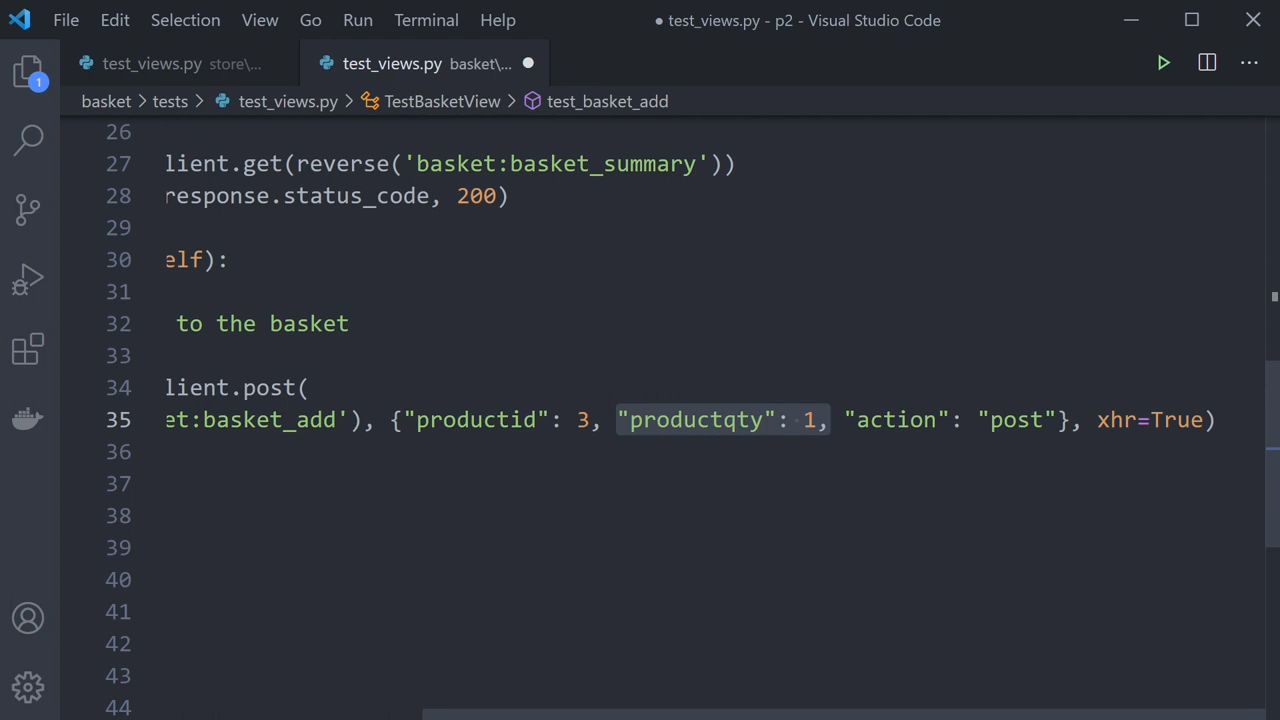 File Edit Selection View Go Run Terminal Help ● test_views.py - p2 - Visual Studio Code
1
test_views.py store\... test_views.py basket\...
basket > tests > test_views.py > TestBasketView > test_basket_add
26
27 lient.get(reverse('basket:basket_summary'))
28 response.status_code, 200)
29
30 elf):
31
32 to the basket
33
34 lient.post(
35 et:basket_add'), {"productid": 3, "productqty": 1, "action": "post"}, xhr=True)
36
37
38
39
40
41
42
43
44